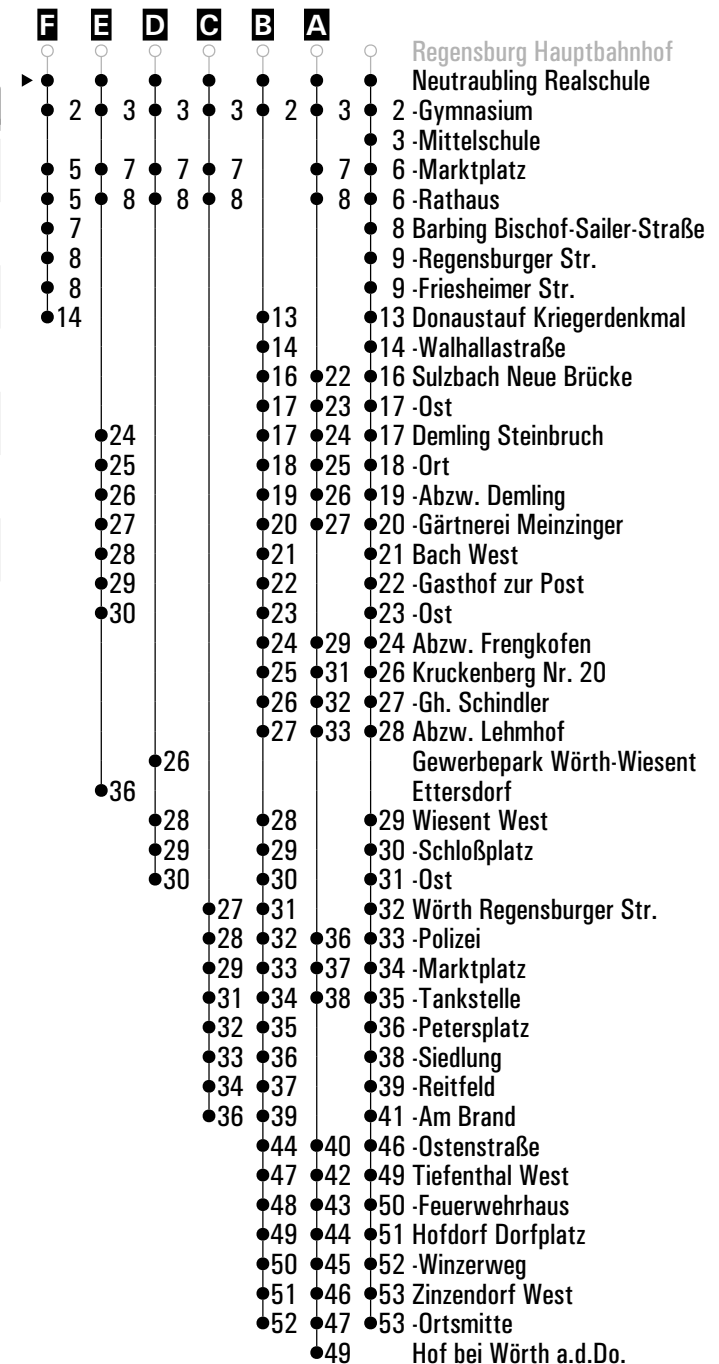 F E D C B A
Regensburg Hauptbahnhof
Neutraubling Realschule
2 3 3 3 2 3 2 -Gymnasium
3 -Mittelschule
5 7 7 7 7 6 -Marktplatz
5 8 8 8 8 6 -Rathaus
7 8 Barbing Bischof-Sailer-Straße
8 9 -Regensburger Str.
8 9 -Friesheimer Str.
14 13 13 Donaustauf Kriegerdenkmal
14 14 -Walhallastraße
16 22 16 Sulzbach Neue Brücke
17 23 17 -Ost
24 17 24 17 Demling Steinbruch
25 18 25 18 -Ort
26 19 26 19 -Abzw. Demling
27 20 27 20 -Gärtnerei Meinzinger
28 21 21 Bach West
29 22 22 -Gasthof zur Post
30 23 23 -Ost
24 29 24 Abzw. Frengkofen
25 31 26 Kruckenberg Nr. 20
26 32 27 -Gh. Schindler
27 33 28 Abzw. Lehmhof
26 Gewerbepark Wörth-Wiesent
36 Ettersdorf
28 28 29 Wiesent West
29 29 30 -Schloßplatz
30 30 31 -Ost
27 31 32 Wörth Regensburger Str.
28 32 36 33 -Polizei
29 33 37 34 -Marktplatz
31 34 38 35 -Tankstelle
32 35 36 -Petersplatz
33 36 38 -Siedlung
34 37 39 -Reitfeld
36 39 41 -Am Brand
44 40 46 -Ostenstraße
47 42 49 Tiefenthal West
48 43 50 -Feuerwehrhaus
49 44 51 Hofdorf Dorfplatz
50 45 52 -Winzerweg
51 46 53 Zinzendorf West
52 47 53 -Ortsmitte
49 Hof bei Wörth a.d.Do.